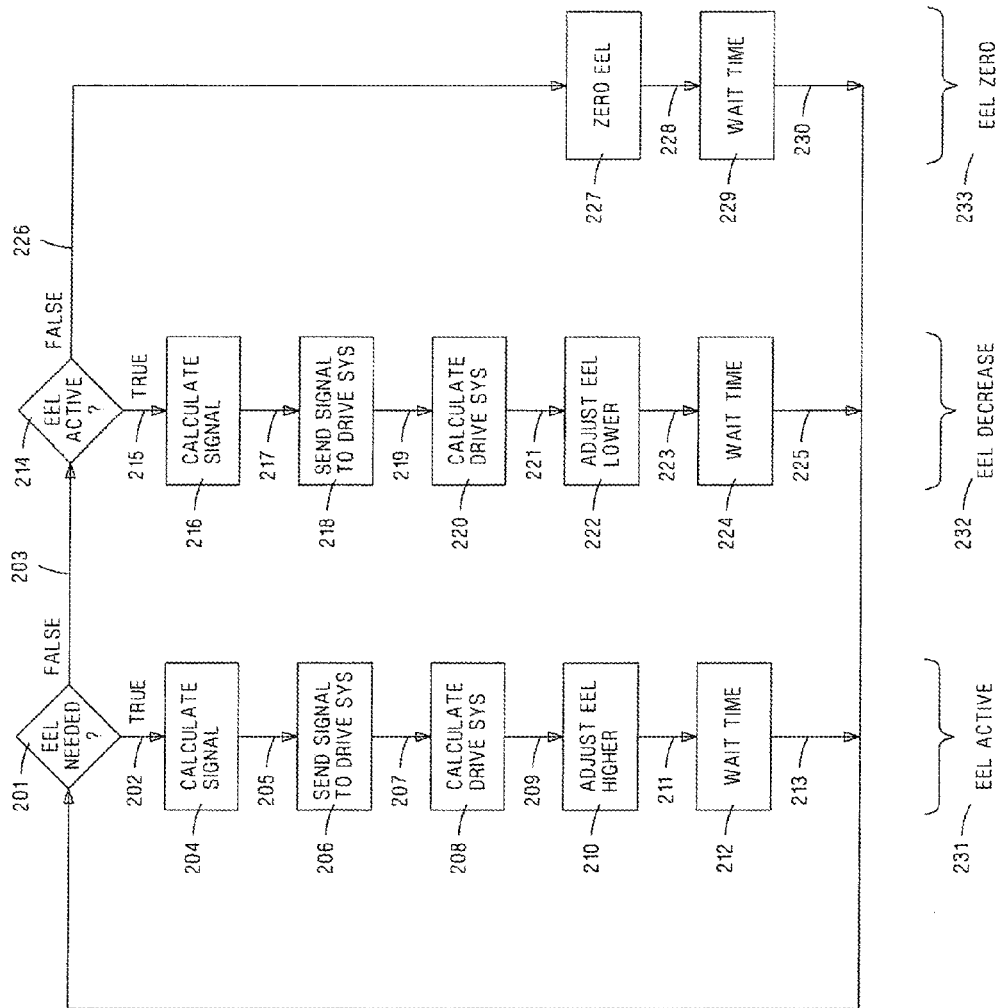 201
EEL
NEEDED
?
FALSE
203
202
TRUE
204
CALCULATE
SIGNAL
205
206
SEND SIGNAL
TO DRIVE SYS
207
208
CALCULATE
DRIVE SYS
209
210
ADJUST EEL
HIGHER
211
212
WAIT TIME
213
231
EEL ACTIVE
214
EEL
ACTIVE
?
FALSE
226
215
TRUE
216
CALCULATE
SIGNAL
217
218
SEND SIGNAL
TO DRIVE SYS
219
220
CALCULATE
DRIVE SYS
221
222
ADJUST EEL
LOWER
223
224
WAIT TIME
225
232
EEL DECREASE
227
ZERO EEL
228
229
WAIT TIME
230
233
EEL ZERO